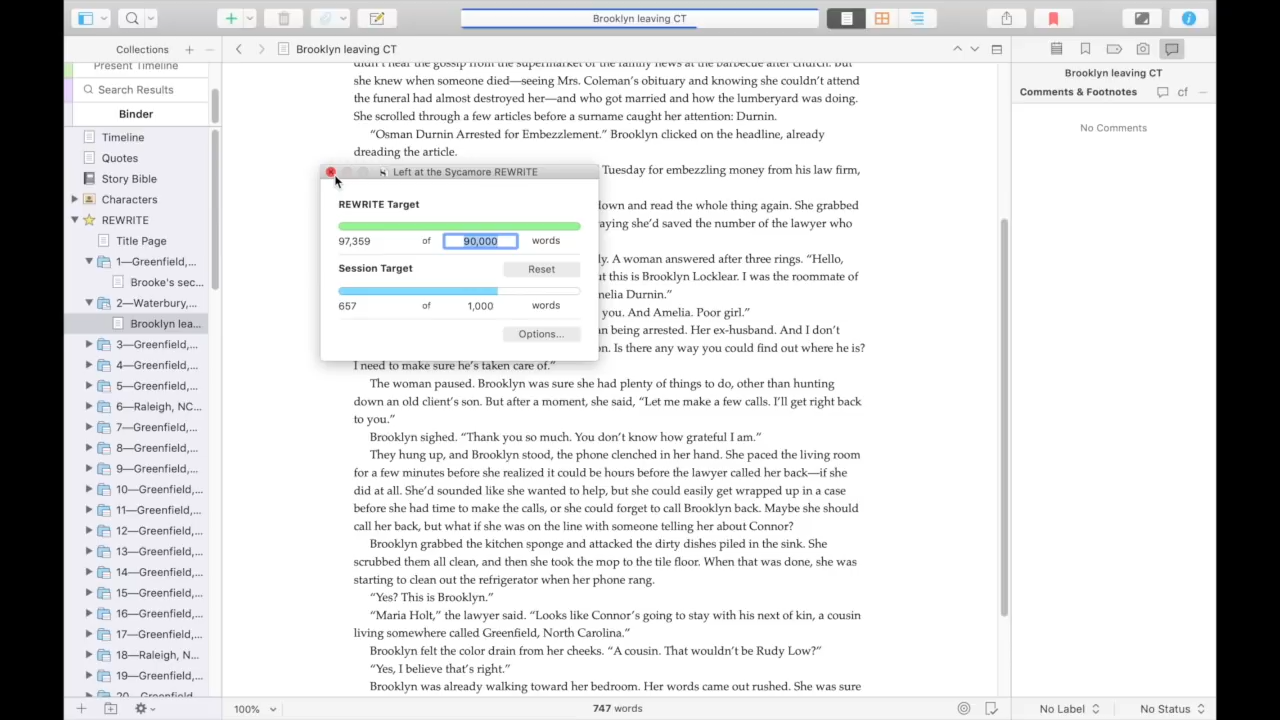 Brooklyn leaving CT
Collections
Brooklyn leaving CT
Present Timeline
Search Results
Binder
Timeline
Quotes
Story Bible
Characters
REWRITE
Title Page
1—Greenfield,...
Brooke's sec...
2—Waterbury,...
Brooklyn lea...
3—Greenfield,...
4—Greenfield,...
5—Greenfield,...
6—Raleigh, NC...
7—Greenfield,...
8—Greenfield,...
9—Greenfield,...
10—Greenfield,...
11—Greenfield,...
12—Greenfield,...
13—Greenfield,...
14—Greenfield,...
15—Greenfield,...
16—Greenfield,...
17—Greenfield,...
18—Raleigh, N...
19—Greenfield,...
20—Greenfield,...
didn't hear the gossip from the supermarket or the family news at the barbecue after church. But
she knew when someone died—seeing Mrs. Coleman's obituary and knowing she couldn't attend
the funeral had almost destroyed her—and who got married and how the lumberyard was doing.
She scrolled through a few articles before a surname caught her attention: Durnin.
“Osman Durnin Arrested for Embezzlement.” Brooklyn clicked on the headline, already
dreading the article.
Tuesday for embezzling money from his law firm,
down and read the whole thing again. She grabbed
praying she'd saved the number of the lawyer who
ly. A woman answered after three rings. “Hello,
ut this is Brooklyn Locklear. I was the roommate of
nelia Durnin.”
you. And Amelia. Poor girl.”
an being arrested. Her ex-husband. And I don't
on. Is there any way you could find out where he is?
I need to make sure he's taken care of.”
The woman paused. Brooklyn was sure she had plenty of things to do, other than hunting
down an old client's son. But after a moment, she said, “Let me make a few calls. I'll get right back
to you.”
Brooklyn sighed. “Thank you so much. You don't know how grateful I am.”
They hung up, and Brooklyn stood, the phone clenched in her hand. She paced the living room
for a few minutes before she realized it could be hours before the lawyer called her back—if she
did at all. She'd sounded like she wanted to help, but she could easily get wrapped up in a case
before she had time to make the calls, or she could forget to call Brooklyn back. Maybe she should
call her back, but what if she was on the line with someone telling her about Connor?
Brooklyn grabbed the kitchen sponge and attacked the dirty dishes piled in the sink. She
scrubbed them all clean, and then she took the mop to the tile floor. When that was done, she was
starting to clean out the refrigerator when her phone rang.
“Yes? This is Brooklyn.”
“Maria Holt,” the lawyer said. “Looks like Connor's going to stay with his next of kin, a cousin
living somewhere called Greenfield, North Carolina.”
Brooklyn felt the color drain from her cheeks. “A cousin. That wouldn't be Rudy Low?”
“Yes, I believe that's right.”
Brooklyn was already walking toward her bedroom. Her words came out rushed. She was sure
Left at the Sycamore REWRITE
REWRITE Target
97,359 of 90,000 words
Session Target Reset
657 of 1,000 words
Options...
Brooklyn leaving CT
Comments & Footnotes cf
No Comments
100%
747 words
No Label
No Status